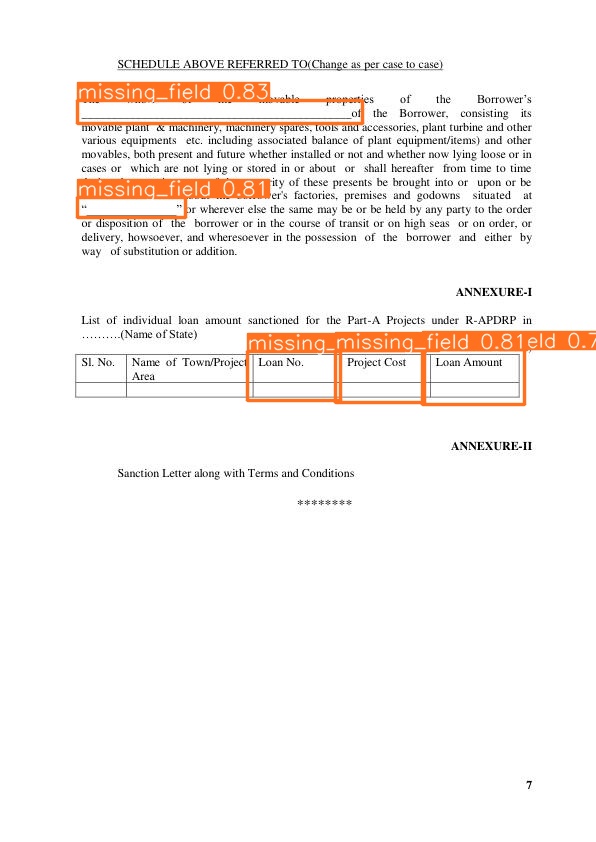 SCHEDULE ABOVE REFERRED TO(Change as per case to case)
missing_field 0.83
of the movable properties of the Borrower's
________________________________________of the Borrower, consisting its
movable plant & machinery, machinery spares, tools and accessories, plant turbine and other
various equipments etc. including associated balance of plant equipment/items) and other
movables, both present and future whether installed or not and whether now lying loose or in
cases or which are not lying or stored in or about or shall hereafter from time to time
missing_field 0.81
of these presents be brought into or upon or be
factories, premises and godowns situated at
“______________” or wherever else the same may be or be held by any party to the order
or disposition of the borrower or in the course of transit or on high seas or on order, or
delivery, howsoever, and wheresoever in the possession of the borrower and either by
way of substitution or addition.
ANNEXURE-I
List of individual loan amount sanctioned for the Part-A Projects under R-APDRP in
……….(Name of State)
missing_ missing_field 0.81 eld 0.7
Sl. No. Name of Town/Project Area Loan No. Project Cost Loan Amount
ANNEXURE-II
Sanction Letter along with Terms and Conditions
********
7